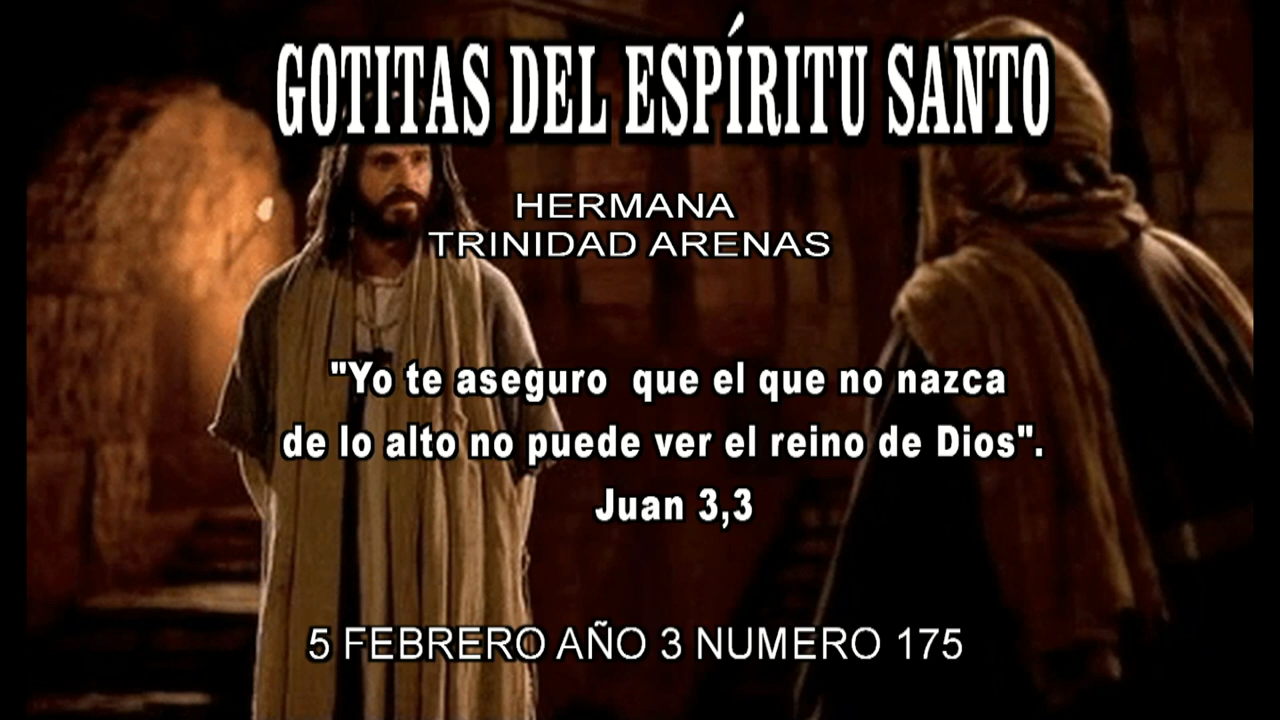 GOTITAS DEL ESPÍRITU SANTO
HERMANA
TRINIDAD ARENAS
"Yo te aseguro que el que no nazca
de lo alto no puede ver el reino de Dios".
Juan 3,3
5 FEBRERO AÑO 3 NUMERO 175